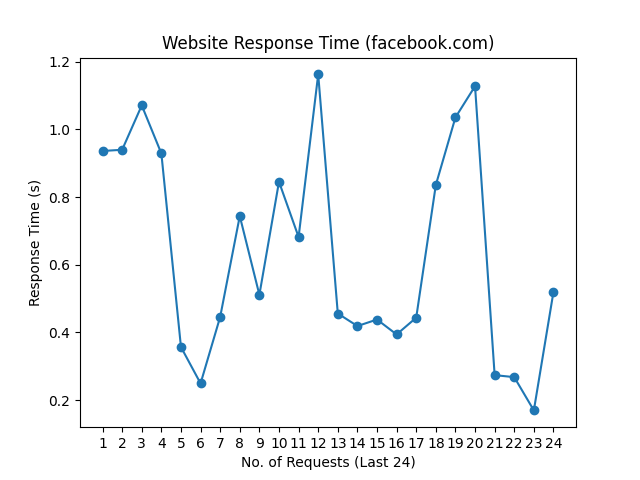 Website Response Time (facebook.com)
1.2
1.0
0.8
0.6
0.4
0.2
Response Time (s)
1 2 3 4 5 6 7 8 9 10 11 12 13 14 15 16 17 18 19 20 21 22 23 24
No. of Requests (Last 24)